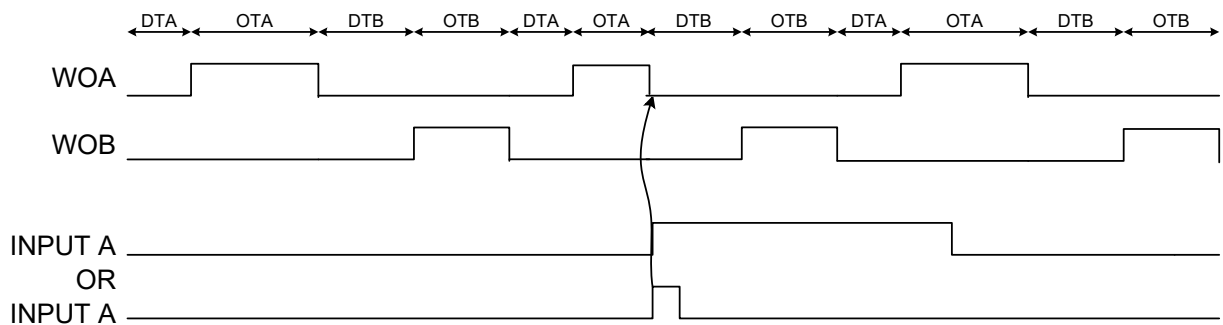 DTA OTA DTB OTB DTA OTA DTB OTB DTA OTA DTB OTB
WOA
WOB
INPUT A
OR
INPUT A